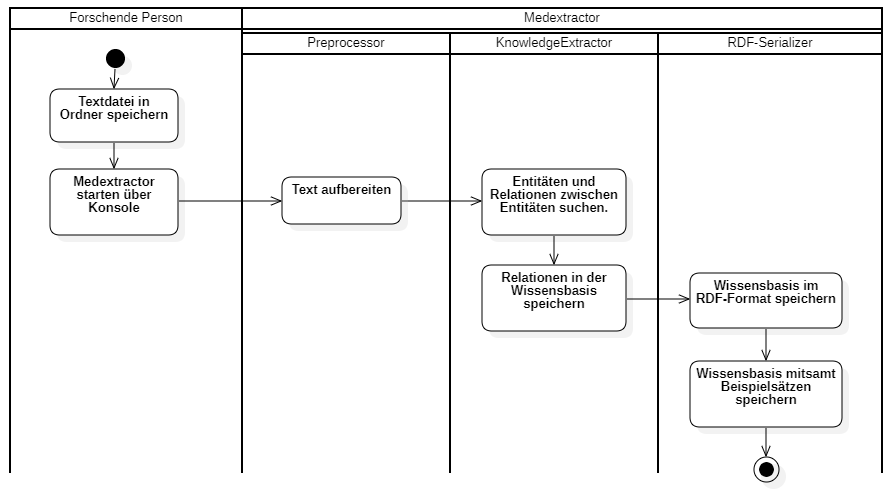 Forschende Person
Medextractor
Preprocessor
KnowledgeExtractor
RDF-Serializer
Textdatei in
Ordner speichern
Medextractor
starten über
Konsole
Text aufbereiten
Entitäten und
Relationen zwischen
Entitäten suchen.
Relationen in der
Wissensbasis
speichern
Wissensbasis im
RDF-Format speichern
Wissensbasis mitsamt
Beispielsätzen
speichern